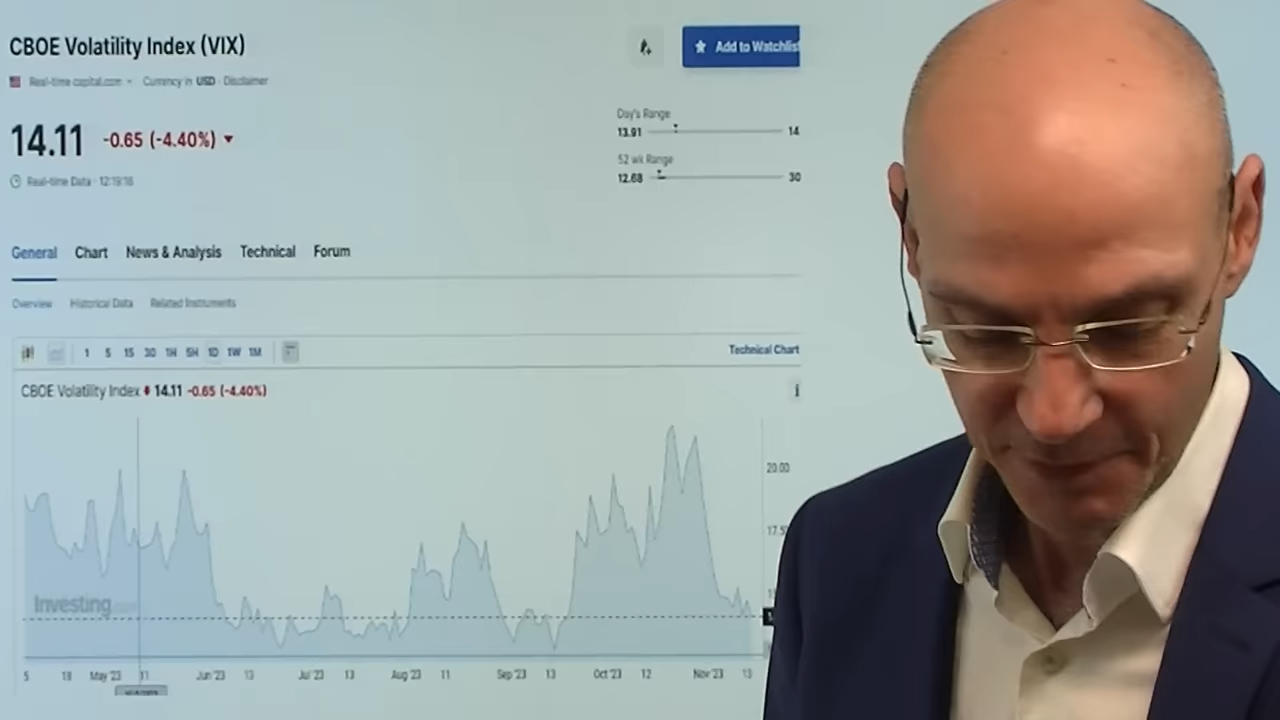 CBOE Volatility Index (VIX)
Add to Watchlist
Real-time capital.com · Currency in USD · Disclaimer
14.11 -0.65 (-4.40%)
Day's Range
13.91 14
52 wk Range
12.68 30
Real-time Data · 12:19:16
General Chart News & Analysis Technical Forum
Overview Historical Data Related Instruments
1 5 15 30 1H 5H 1D 1W 1M
Technical Chart
CBOE Volatility Index 14.11 -0.65 (-4.40%)
20.00
17.5
Investing.com
5 18 May '23 11 Jun '23 13 Jul '23 13 Aug '23 11 Sep '23 13 Oct '23 12 Nov '23 13